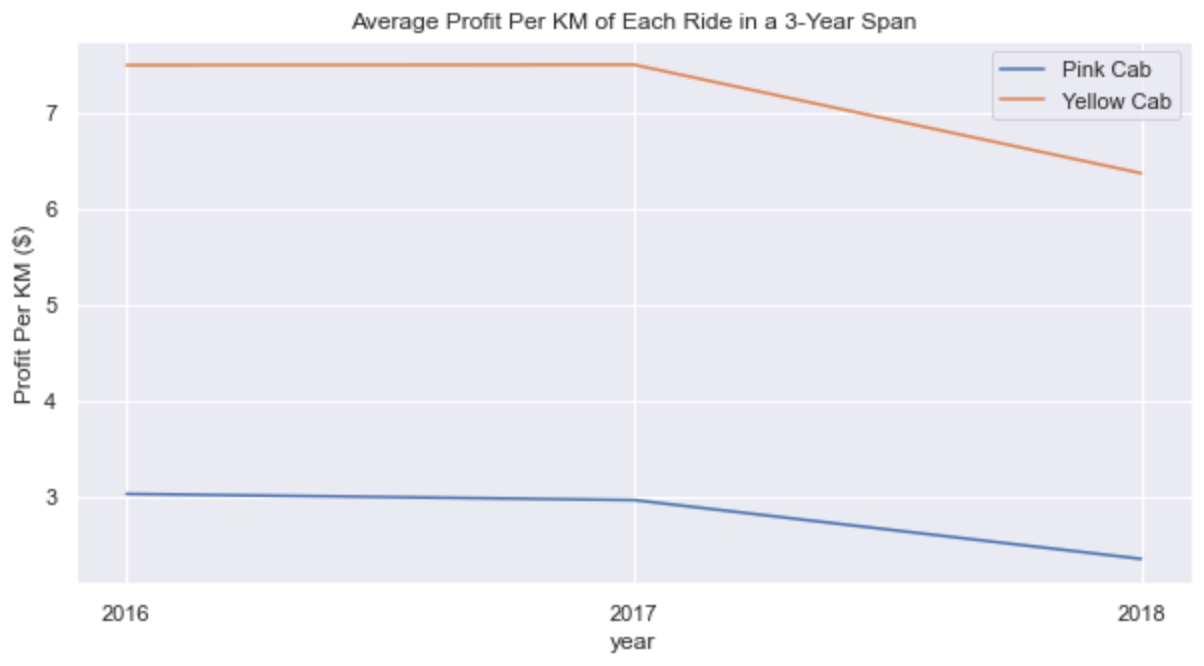 Average Profit Per KM of Each Ride in a 3-Year Span
Pink Cab
Yellow Cab
Profit Per KM ($)
7
6
5
4
3
2016
2017
2018
year